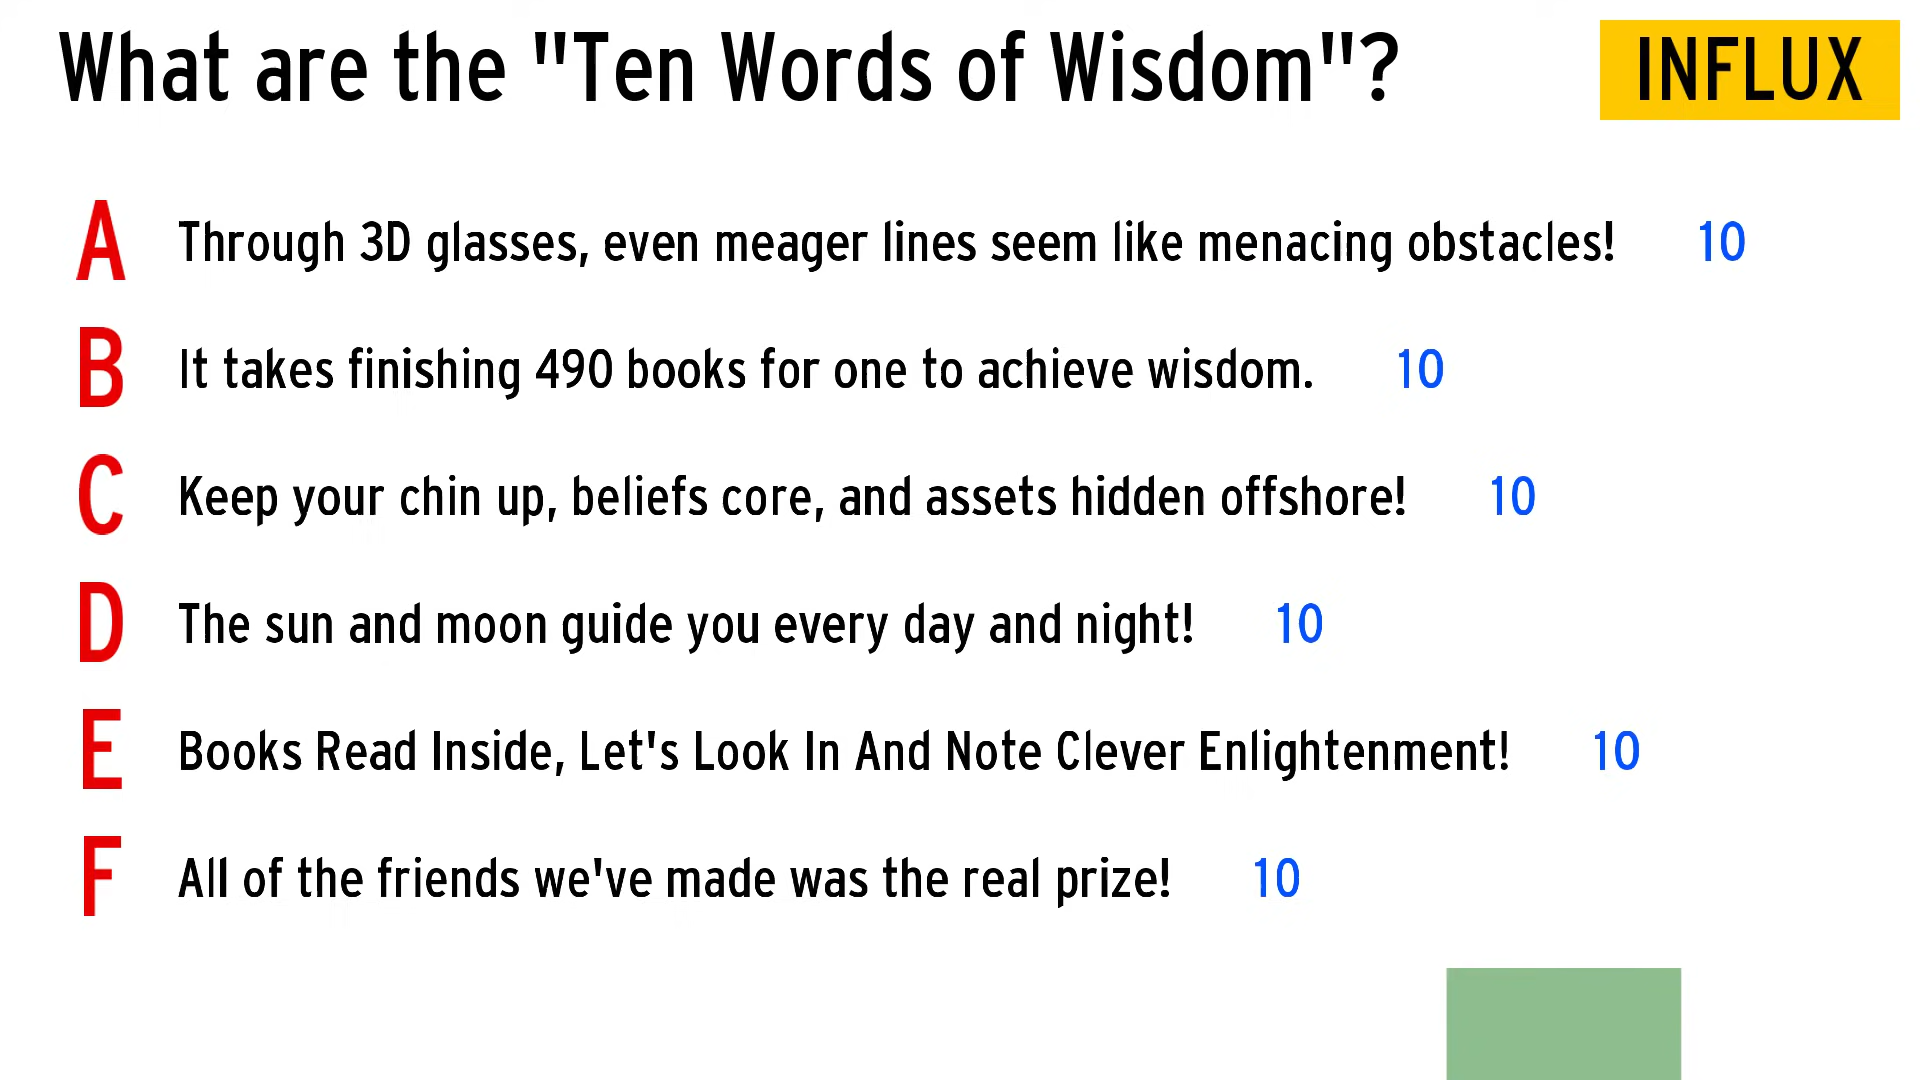 What are the "Ten Words of Wisdom"?
INFLUX
A Through 3D glasses, even meager lines seem like menacing obstacles! 10
B It takes finishing 490 books for one to achieve wisdom. 10
C Keep your chin up, beliefs core, and assets hidden offshore! 10
D The sun and moon guide you every day and night! 10
E Books Read Inside, Let's Look In And Note Clever Enlightenment! 10
F All of the friends we've made was the real prize! 10